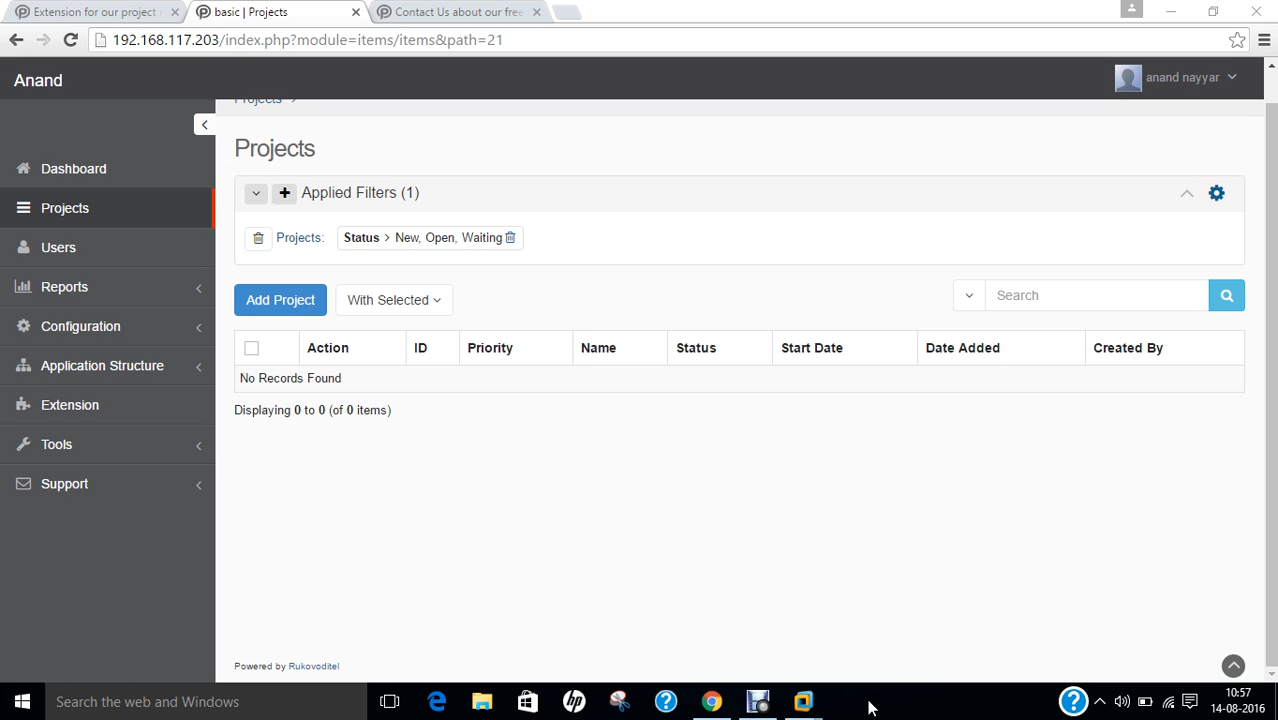 Extension for our project m
basic | Projects
Contact Us about our free
192.168.117.203/index.php?module=items/items&path=21
Anand
anand nayyar
Projects
Dashboard
Projects
Users
Reports
Configuration
Application Structure
Extension
Tools
Support
Projects
Applied Filters (1)
Projects:
Status > New, Open, Waiting
Add Project
With Selected
Search
Action ID Priority Name Status Start Date Date Added Created By
No Records Found
Displaying 0 to 0 (of 0 items)
Powered by Rukovoditel
Search the web and Windows
10:57
14-08-2016